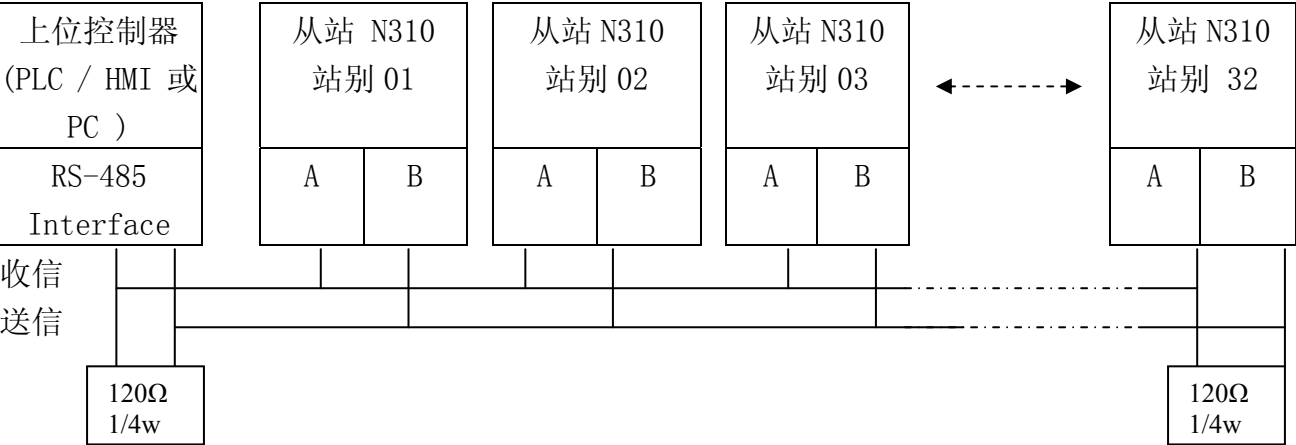 上位控制器
(PLC / HMI 或
PC )
RS-485
Interface
从站 N310
站别 01
A B
从站 N310
站别 02
A B
从站 N310
站别 03
A B
从站 N310
站别 32
A B
收信
送信
120Ω
1/4w
120Ω
1/4w